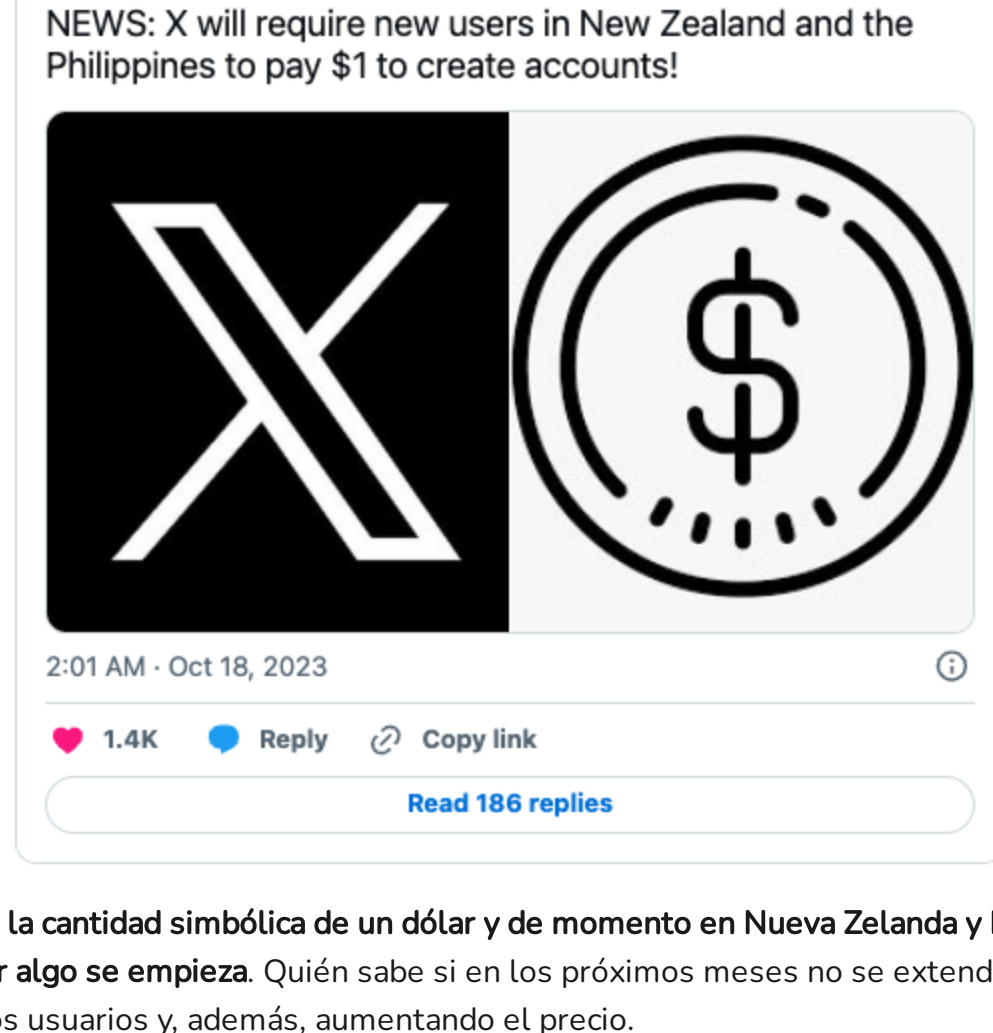 NEWS: X will require new users in New Zealand and the
Philippines to pay $1 to create accounts!
$
2:01 AM · Oct 18, 2023
1.4K Reply Copy link
Read 186 replies
la cantidad simbólica de un dólar y de momento en Nueva Zelanda y
algo se empieza. Quién sabe si en los próximos meses no se
usuarios y, además, aumentando el precio.